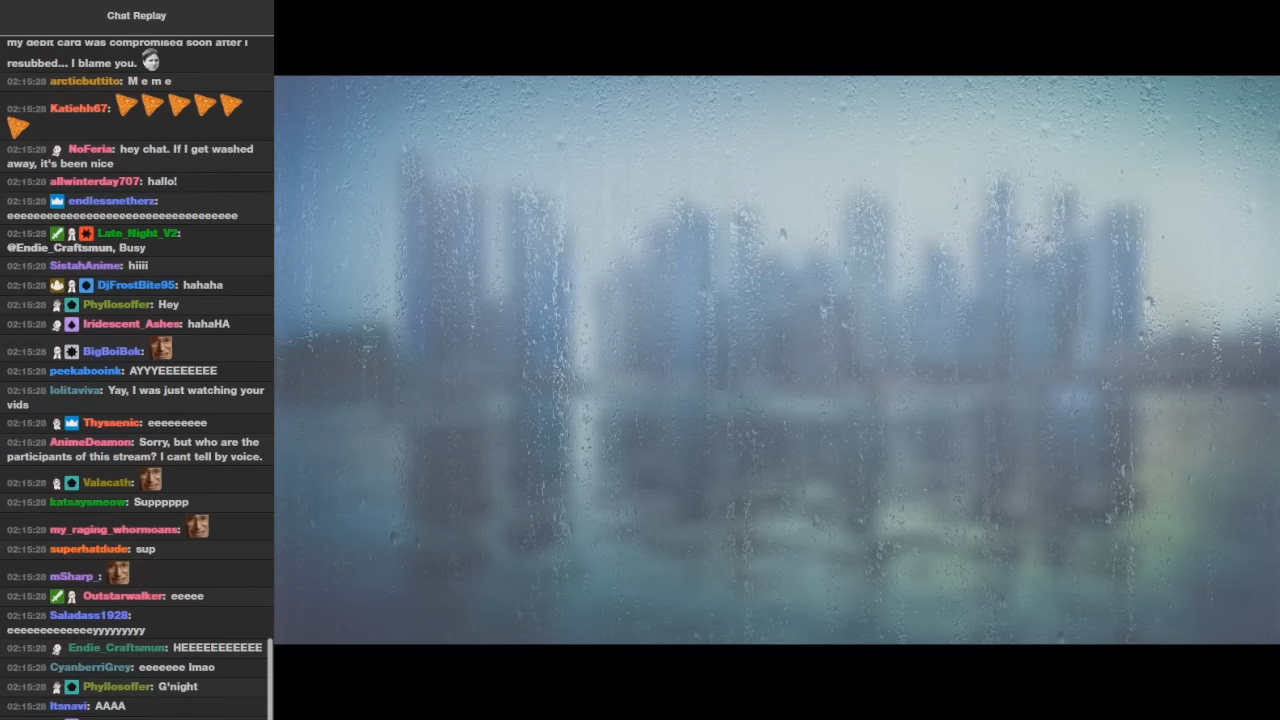 Chat Replay
my debit card was compromised soon after I
resubbed... I blame you.
02:15:28 arcticbuttito: M e m e
02:15:28 Katiehh67:
02:15:28 NoFeria: hey chat. If I get washed
away, it's been nice
02:15:28 allwinterday707: hallo!
02:15:28 endlessnetherz:
eeeeeeeeeeeeeeeeeeeeeeeeeeeeeeeee
02:15:28 Late_Night_V2:
@Endie_Craftsmun, Busy
02:15:28 SistahAnime: hiiii
02:15:28 DjFrostBite95: hahaha
02:15:28 Phyllosoffer: Hey
02:15:28 Iridescent_Ashes: hahaHA
02:15:28 BigBoiBok:
02:15:28 peekabooink: AYYYEEEEEEEE
02:15:28 lolitaviva: Yay, I was just watching your
vids
02:15:28 Thyssenic: eeeeeeeee
02:15:28 AnimeDeamon: Sorry, but who are the
participants of this stream? I cant tell by voice.
02:15:28 Valacath:
02:15:28 katsaysmeow: Supppppp
02:15:28 my_raging_whormoans:
02:15:28 superhatdude: sup
02:15:28 mSharp_:
02:15:28 Outstarwalker: eeeee
02:15:28 Saladass1928:
eeeeeeeeeeeeeyyyyyyyyy
02:15:28 Endie_Craftsmun: HEEEEEEEEEEE
02:15:28 CyanberriGrey: eeeeeee lmao
02:15:28 Phyllosoffer: G'night
02:15:28 Itsnavi: AAAA